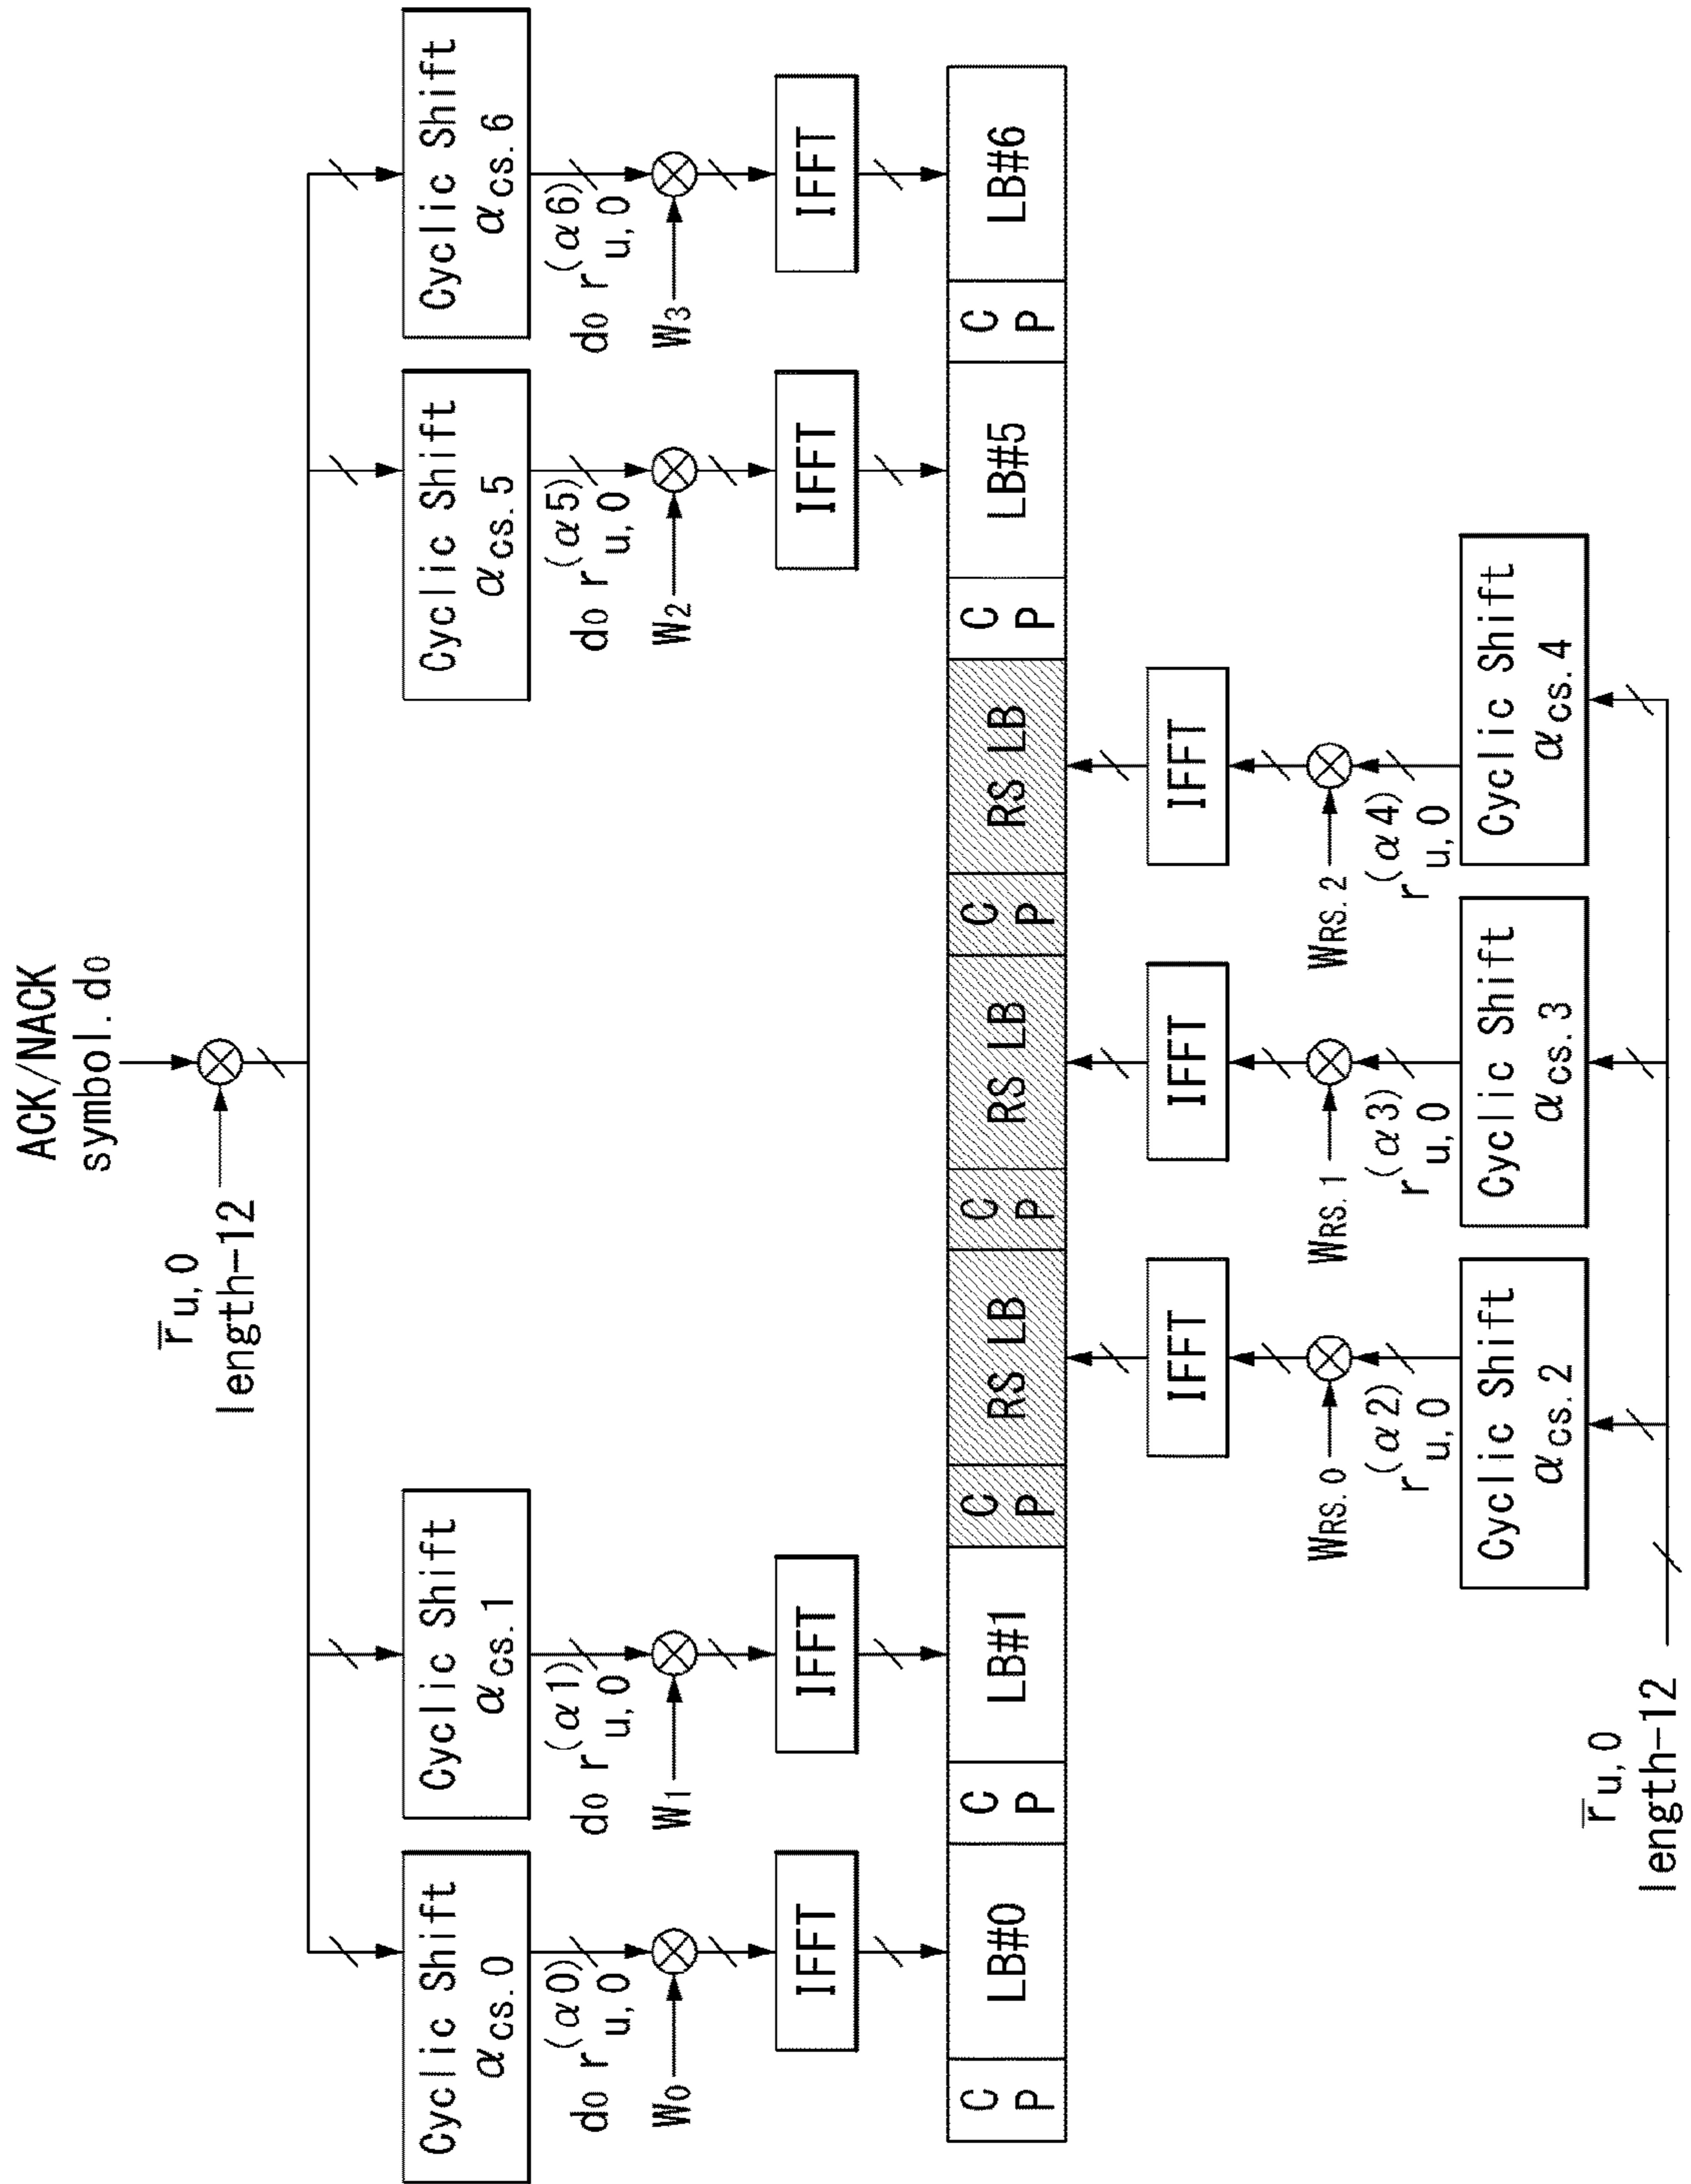 ACK/NACK
symbol. d0
r̄u, 0
length-12
Cyclic Shift
αcs. 0
Cyclic Shift
αcs. 1
Cyclic Shift
αcs. 5
Cyclic Shift
αcs. 6
d0 r(α0)u, 0
d0 r(α1)u, 0
d0 r(α5)u, 0
d0 r(α6)u, 0
W0
W1
W2
W3
IFFT
IFFT
IFFT
IFFT
CP
LB#0
CP
LB#1
CP
RS LB
CP
RS LB
CP
RS LB
CP
LB#5
CP
LB#6
IFFT
IFFT
IFFT
WRS. 0
WRS. 1
WRS. 2
r(α2)u, 0
r(α3)u, 0
r(α4)u, 0
Cyclic Shift
αcs. 2
Cyclic Shift
αcs. 3
Cyclic Shift
αcs. 4
r̄u, 0
length-12